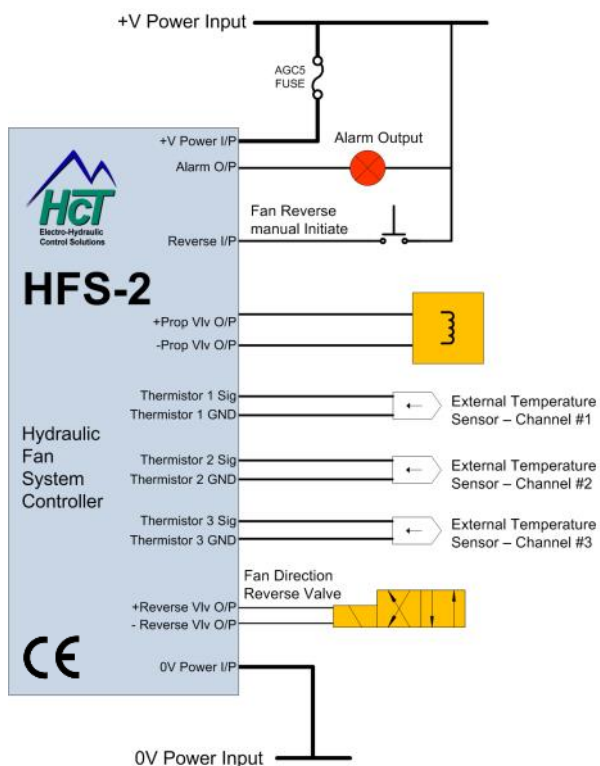 +V Power Input
AGC5
FUSE
+V Power I/P
Alarm Output
Alarm O/P
HcT
Electro-Hydraulic
Control Solutions
Fan Reverse
manual Initiate
Reverse I/P
HFS-2
+Prop Vlv O/P
-Prop Vlv O/P
Thermistor 1 Sig
Thermistor 1 GND
External Temperature
Sensor – Channel #1
Hydraulic
Fan
System
Controller
Thermistor 2 Sig
Thermistor 2 GND
External Temperature
Sensor – Channel #2
Thermistor 3 Sig
Thermistor 3 GND
External Temperature
Sensor – Channel #3
Fan Direction
Reverse Valve
+Reverse Vlv O/P
- Reverse Vlv O/P
CE
0V Power I/P
0V Power Input